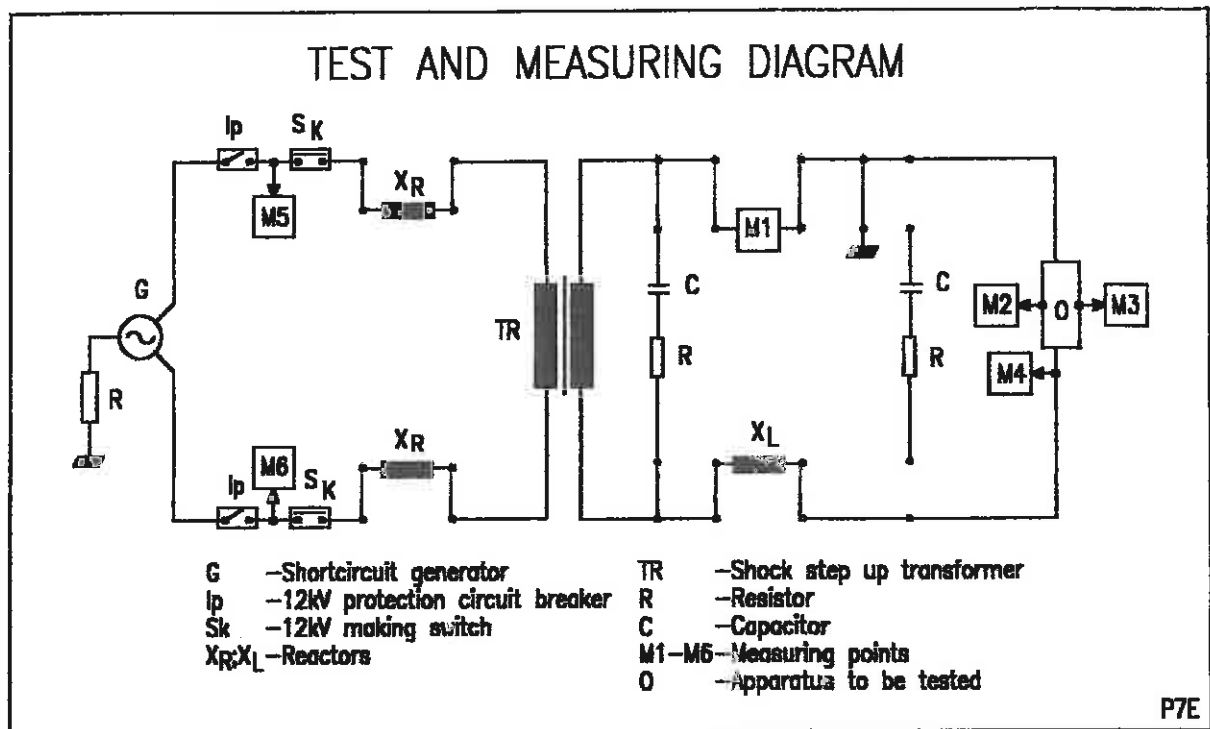 TEST AND MEASURING DIAGRAM
Ip
SK
XR
M5
M1
G
C
C
M2
O
M3
TR
R
R
R
M4
XR
XL
M6
Ip
SK
G –Shortcircuit generator
Ip –12kV protection circuit breaker
Sk –12kV making switch
XR;XL–Reactors
TR –Shock step up transformer
R –Resistor
C –Capacitor
M1–M6–Measuring points
O –Apparatus to be tested
P7E